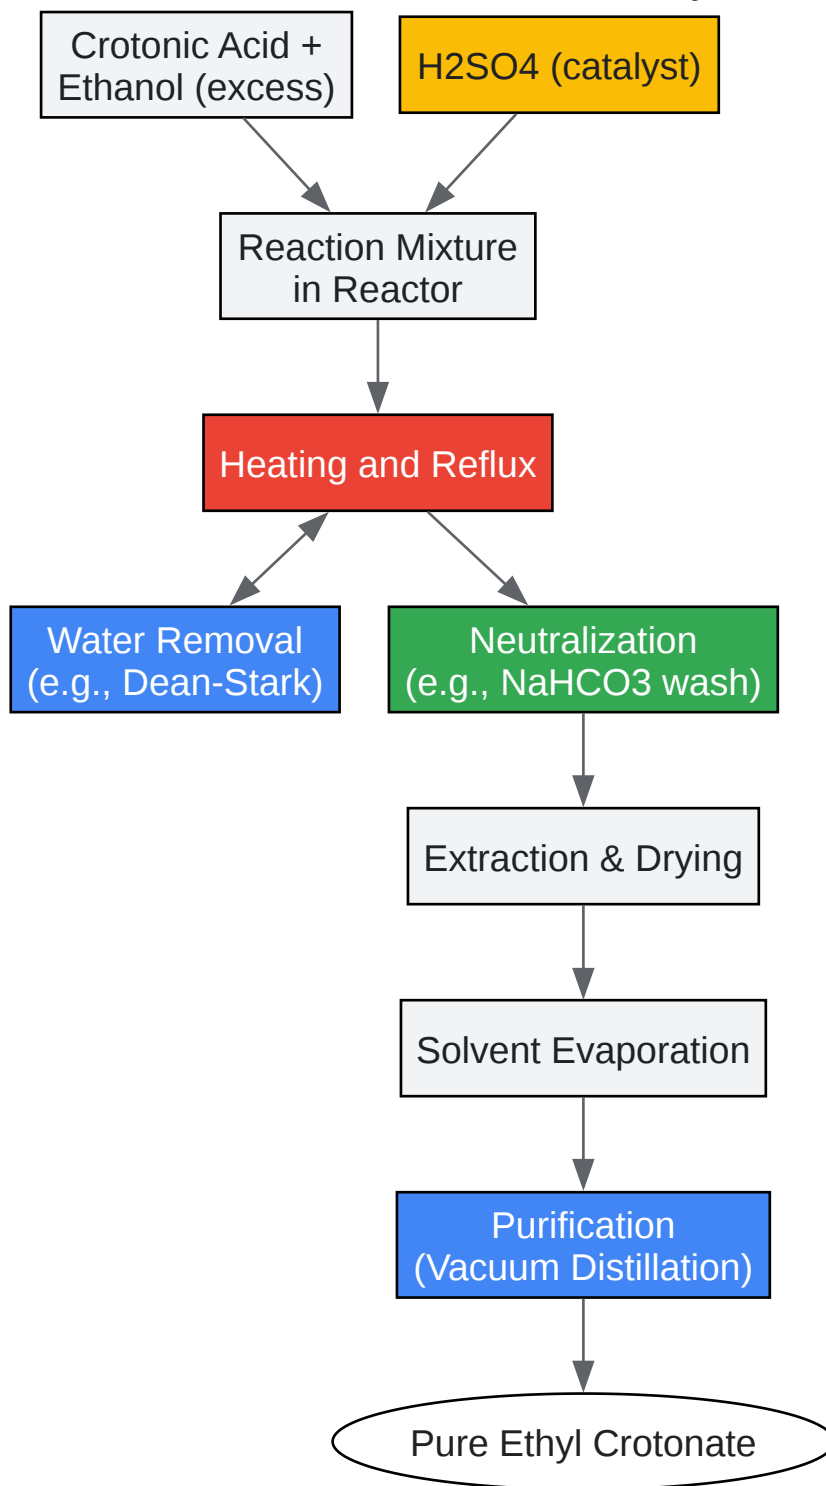 Crotonic Acid +
Ethanol (excess)
H2SO4 (catalyst)
Reaction Mixture
in Reactor
Heating and Reflux
Water Removal
(e.g., Dean-Stark)
Neutralization
(e.g., NaHCO3 wash)
Extraction & Drying
Solvent Evaporation
Purification
(Vacuum Distillation)
Pure Ethyl Crotonate